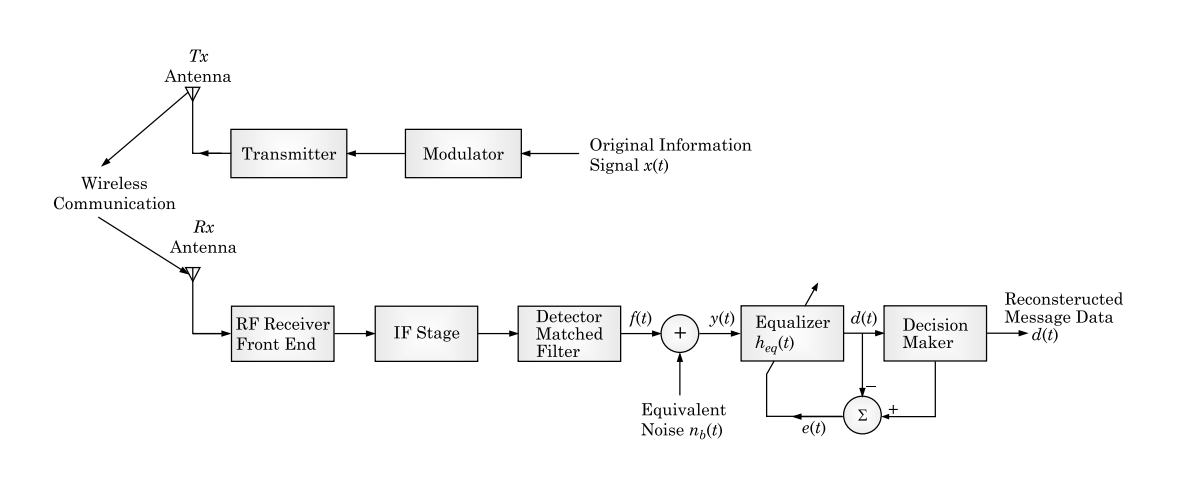 Tx
Antenna
Transmitter
Modulator
Original Information
Signal x(t)
Wireless
Communication
Rx
Antenna
RF Receiver
Front End
IF Stage
Detector
Matched
Filter
f(t)
+
y(t)
Equalizer
h_eq(t)
d(t)
Decision
Maker
Reconsteructed
Message Data
d(t)
−
Σ
+
e(t)
Equivalent
Noise n_b(t)